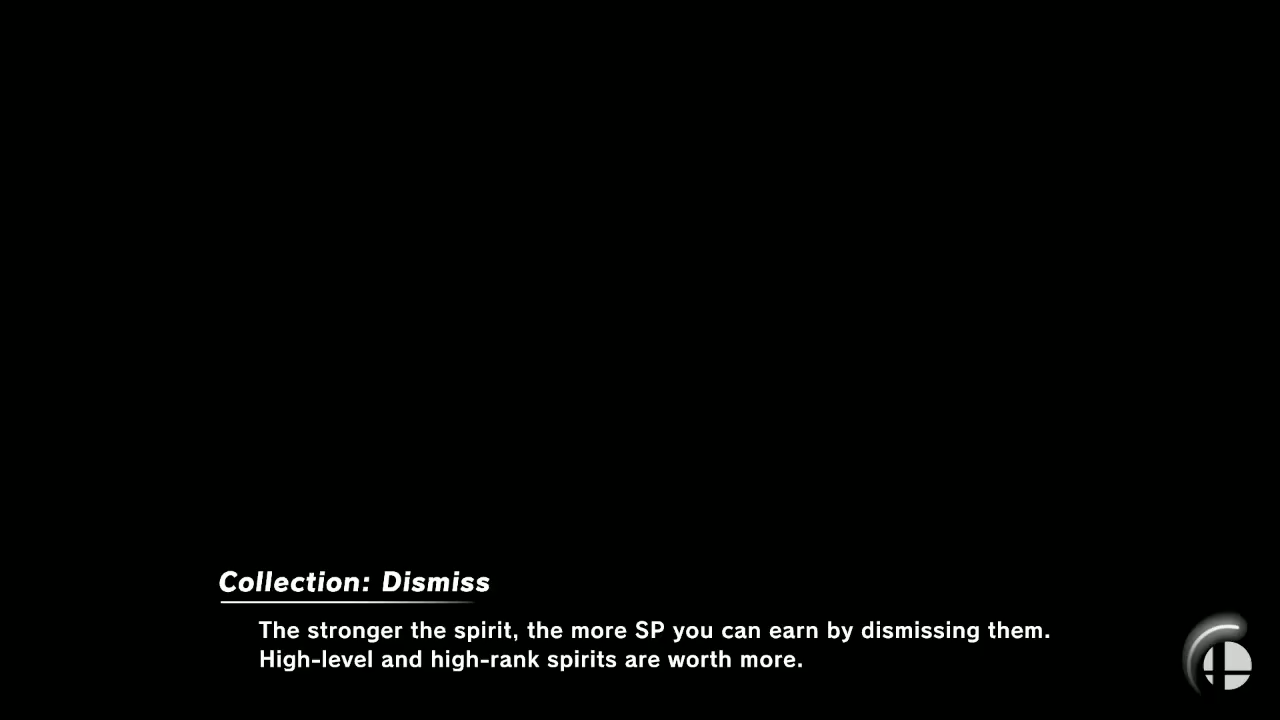 Collection: Dismiss
The stronger the spirit, the more SP you can earn by dismissing them.
High-level and high-rank spirits are worth more.